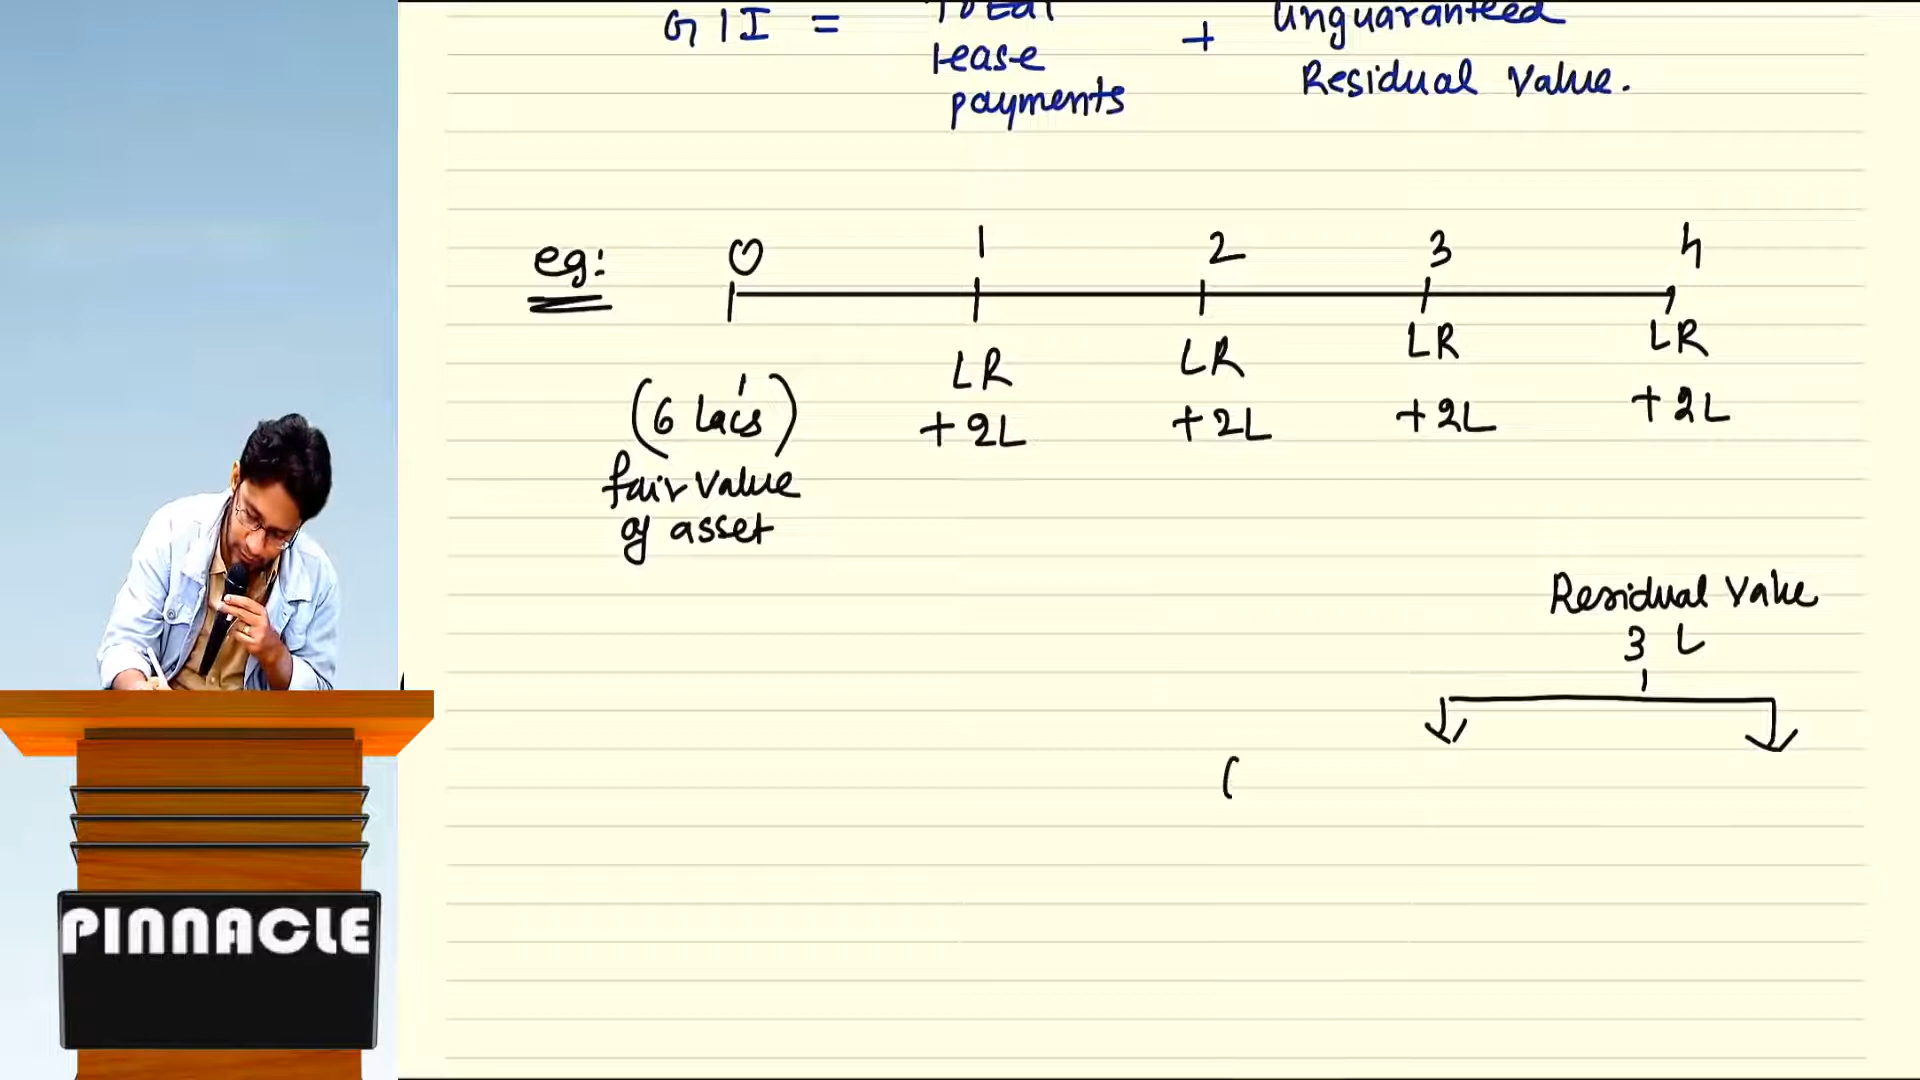 GII = Total + Unguaranteed
lease Residual Value.
payments
eg: 0 1 2 3 4
LR LR LR LR
(6 lacs) +2L +2L +2L +2L
fair value
of asset
Residual Value
3 L
(
PINNACLE